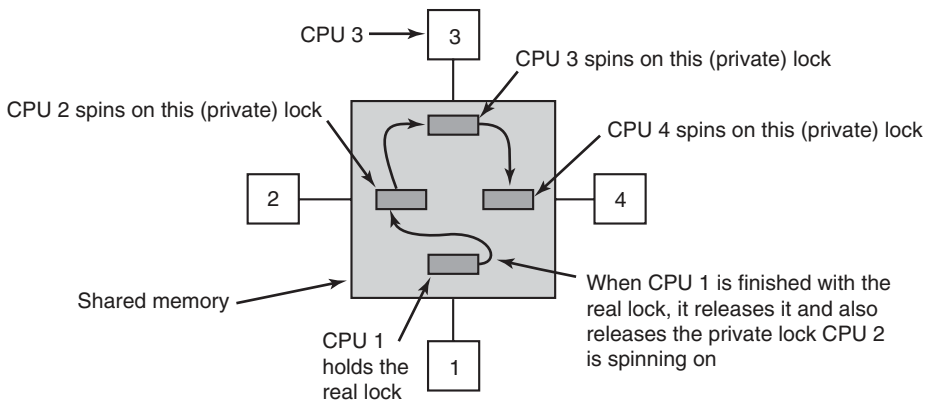 CPU 3
3
CPU 3 spins on this (private) lock
CPU 2 spins on this (private) lock
CPU 4 spins on this (private) lock
2
4
Shared memory
When CPU 1 is finished with the
real lock, it releases it and also
releases the private lock CPU 2
is spinning on
CPU 1
holds the
real lock
1